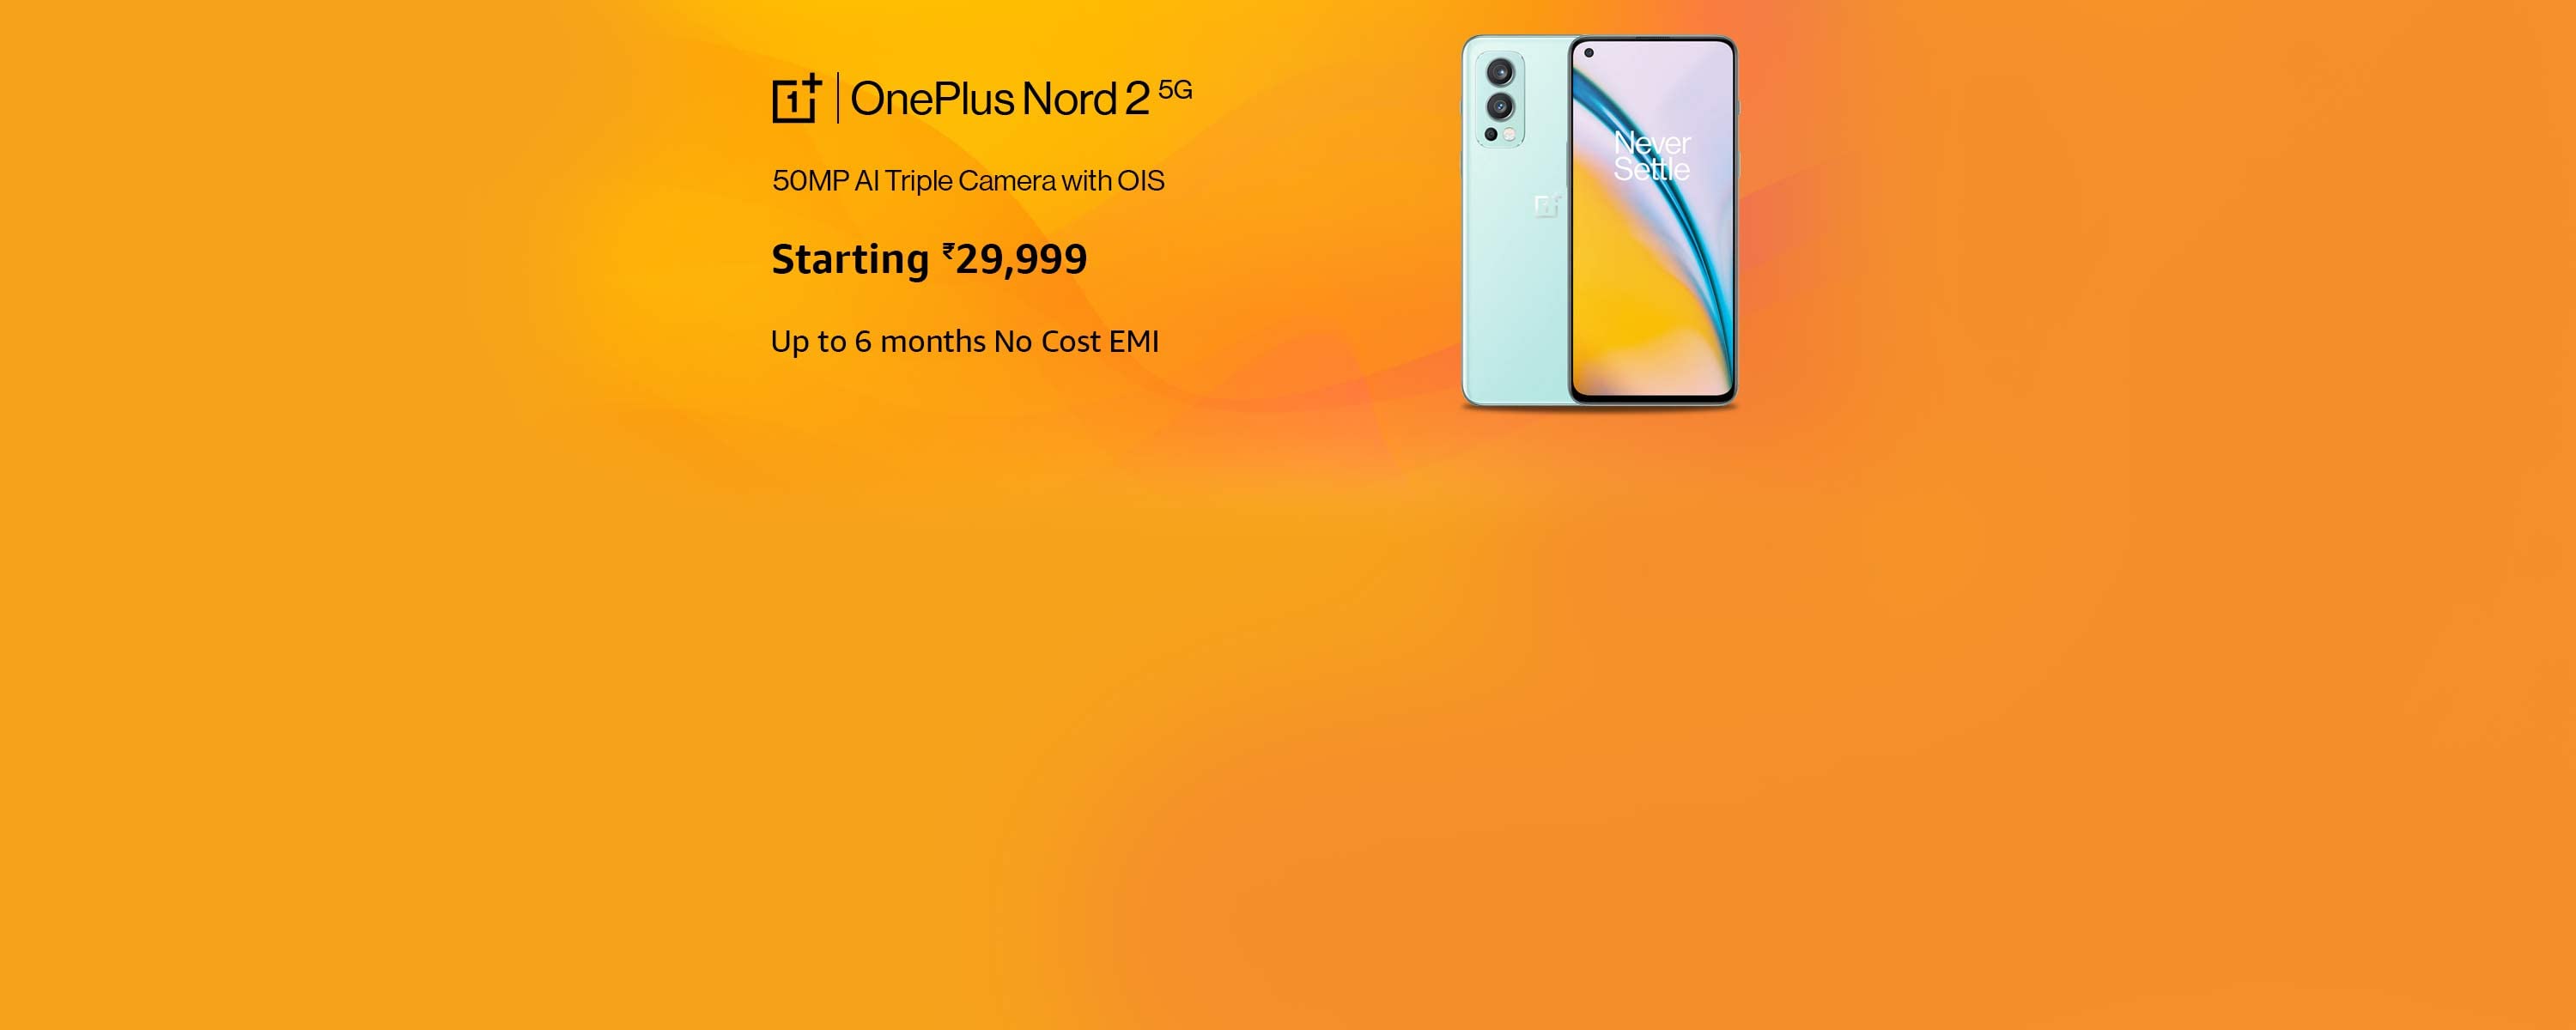 1+ OnePlus Nord 2 5G
50MP AI Triple Camera with OIS
Starting ₹29,999
Up to 6 months No Cost EMI
Never
Settle